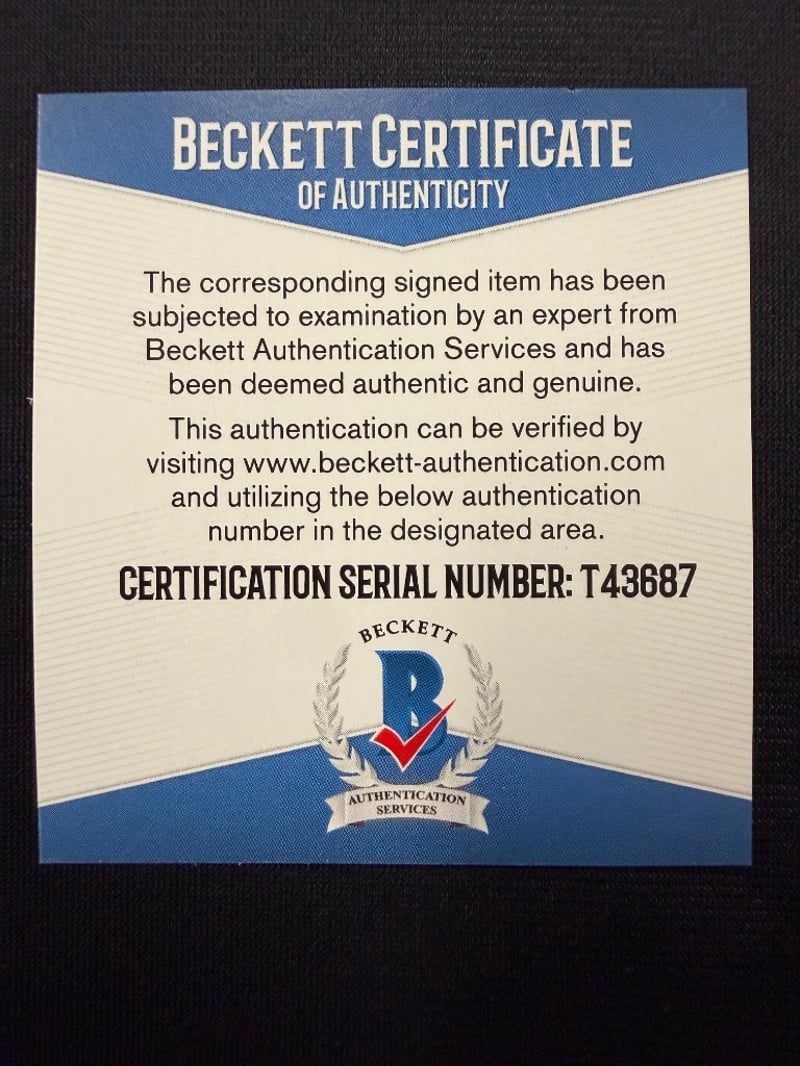 BECKETT CERTIFICATE
OF AUTHENTICITY
The corresponding signed item has been
subjected to examination by an expert from
Beckett Authentication Services and has
been deemed authentic and genuine.
This authentication can be verified by
visiting www.beckett-authentication.com
and utilizing the below authentication
number in the designated area.
CERTIFICATION SERIAL NUMBER: T43687
BECKETT
B
AUTHENTICATION
SERVICES